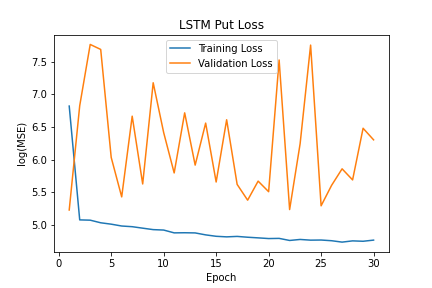 LSTM Put Loss
Training Loss
Validation Loss
log(MSE)
7.5
7.0
6.5
6.0
5.5
5.0
0 5 10 15 20 25 30
Epoch